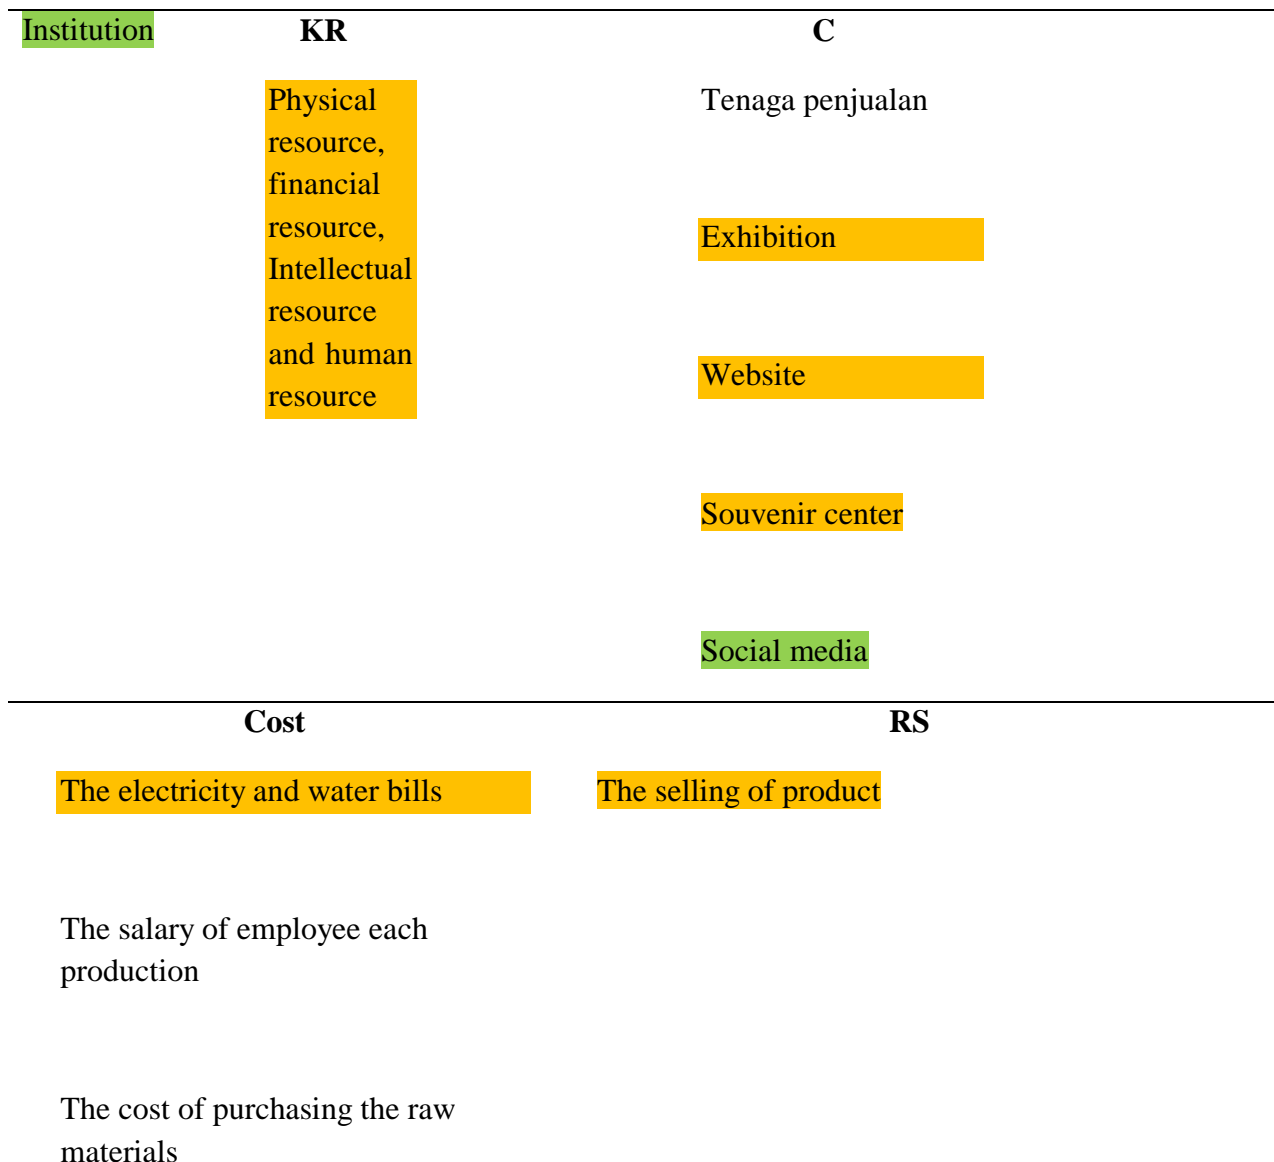 Institution KR C
Physical
resource,
financial
resource,
Intellectual
resource
and human
resource
Tenaga penjualan
Exhibition
Website
Souvenir center
Social media
Cost RS
The electricity and water bills
The selling of product
The salary of employee each
production
The cost of purchasing the raw
materials